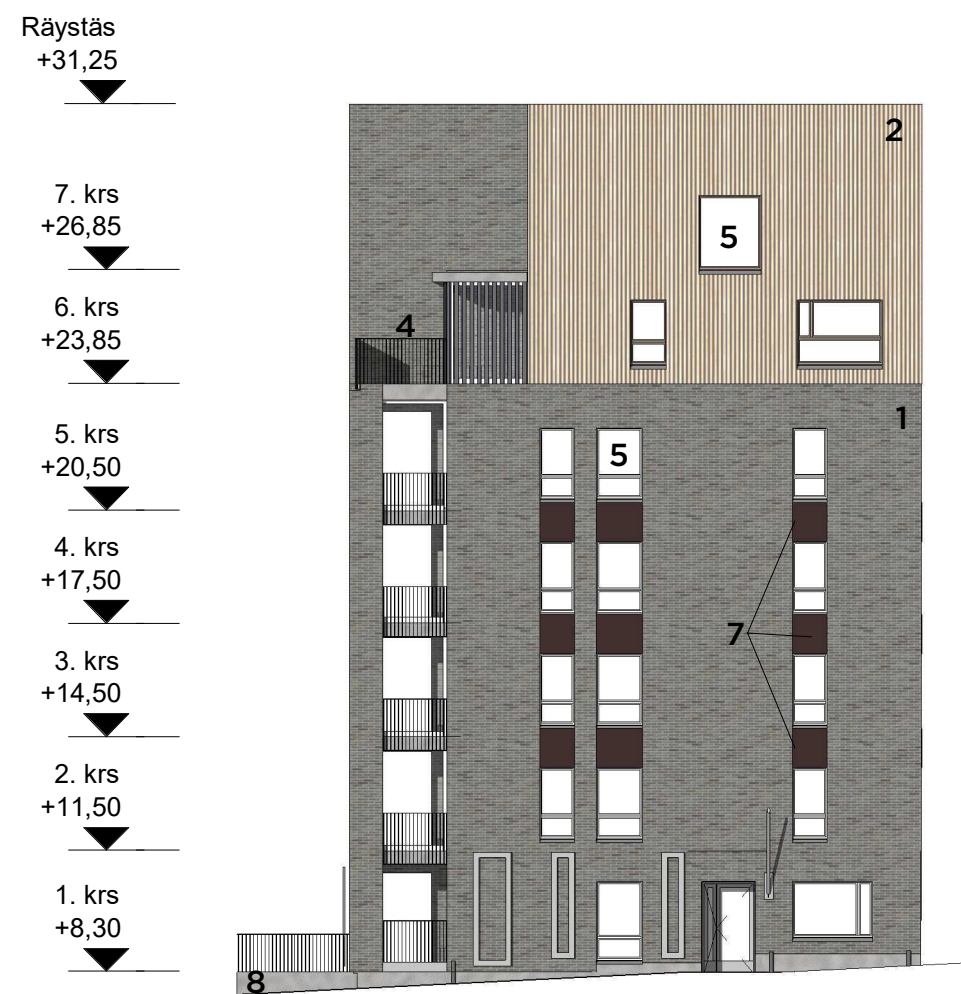 Räystäs
+31,25
2
7. krs
+26,85
5
6. krs
+23,85
4
1
5. krs
+20,50
5
4. krs
+17,50
7
3. krs
+14,50
2. krs
+11,50
1. krs
+8,30
8